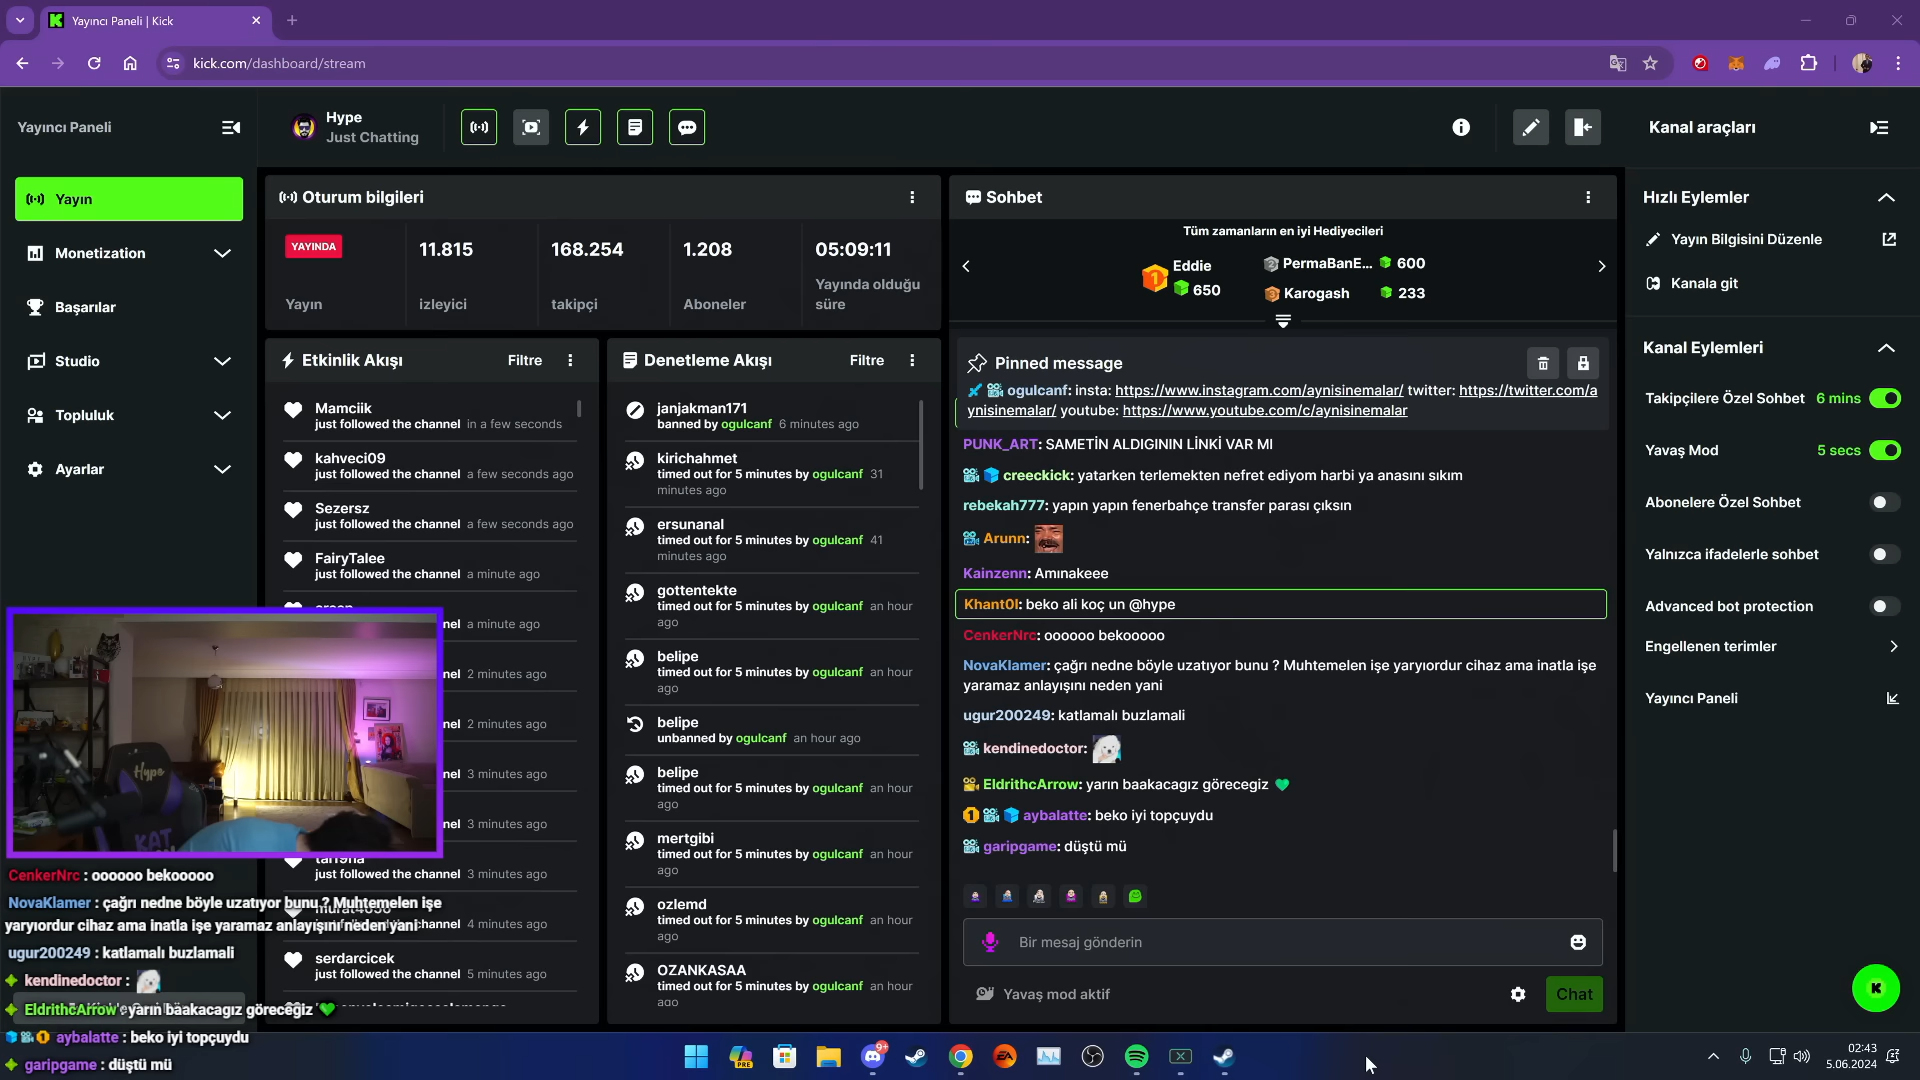 Yayıncı Paneli | Kick
kick.com/dashboard/stream
Yayıncı Paneli
Hype
Just Chatting
Kanal araçları
Yayın
Monetization
Başarılar
Studio
Topluluk
Ayarlar
Oturum bilgileri
YAYINDA
11.815
168.254
1.208
05:09:11
Yayın
izleyici
takipçi
Aboneler
Yayında olduğu
süre
Etkinlik Akışı
Filtre
Mamciik
just followed the channel in a few seconds
kahveci09
just followed the channel a few seconds ago
Sezersz
just followed the channel a few seconds ago
FairyTalee
just followed the channel a minute ago
nel a minute ago
nel 2 minutes ago
nel 2 minutes ago
nel 3 minutes ago
nel 3 minutes ago
just followed the channel 3 minutes ago
4 minutes ago
serdarcicek
just followed the channel 5 minutes ago
Denetleme Akışı
Filtre
janjakman171
banned by ogulcanf 6 minutes ago
kirichahmet
timed out for 5 minutes by ogulcanf 31
minutes ago
ersunanal
timed out for 5 minutes by ogulcanf 41
minutes ago
gottentekte
timed out for 5 minutes by ogulcanf an hour
ago
belipe
timed out for 5 minutes by ogulcanf an hour
ago
belipe
unbanned by ogulcanf an hour ago
belipe
timed out for 5 minutes by ogulcanf an hour
ago
mertgibi
timed out for 5 minutes by ogulcanf an hour
ago
ozlemd
timed out for 5 minutes by ogulcanf an hour
ago
OZANKASAA
timed out for 5 minutes by ogulcanf an hour
ago
Sohbet
Tüm zamanların en iyi Hediyecileri
1
Eddie
650
2 PermaBanE... 600
3 Karogash 233
Pinned message
ogulcanf: insta: https://www.instagram.com/aynisinemalar/ twitter: https://twitter.com/a
ynisinemalar/ youtube: https://www.youtube.com/c/aynisinemalar
PUNK_ART: SAMETİN ALDIGININ LİNKİ VAR MI
creeckick: yatarken terlemekten nefret ediyom harbi ya anasını sıkım
rebekah777: yapın yapın fenerbahçe transfer parası çıksın
Arunn:
Kainzenn: Amınakeee
Khant0l: beko ali koç un @hype
CenkerNrc: oooooo bekooooo
NovaKlamer: çağrı nedne böyle uzatıyor bunu ? Muhtemelen işe yaryıordur cihaz ama inatla işe
yaramaz anlayışını neden yani
ugur200249: katlamalı buzlamali
kendinedoctor:
EldrithcArrow: yarın baakacagız görecegiz
1 aybalatte: beko iyi topçuydu
garipgame: düştü mü
Bir mesaj gönderin
Yavaş mod aktif
Chat
Hızlı Eylemler
Yayın Bilgisini Düzenle
Kanala git
Kanal Eylemleri
Takipçilere Özel Sohbet 6 mins
Yavaş Mod 5 secs
Abonelere Özel Sohbet
Yalnızca ifadelerle sohbet
Advanced bot protection
Engellenen terimler
Yayıncı Paneli
Hype
KAT
CenkerNrc : oooooo bekooooo
NovaKlamer : çağrı nedne böyle uzatıyor bunu ? Muhtemelen işe
yaryıordur cihaz ama inatla işe yaramaz anlayışını neden yani
ugur200249 : katlamalı buzlamali
kendinedoctor :
EldrithcArrow : yarın baakacagız görecegiz
1 aybalatte : beko iyi topçuydu
garipgame : düştü mü
PRE
9+
EA
02:43
5.06.2024